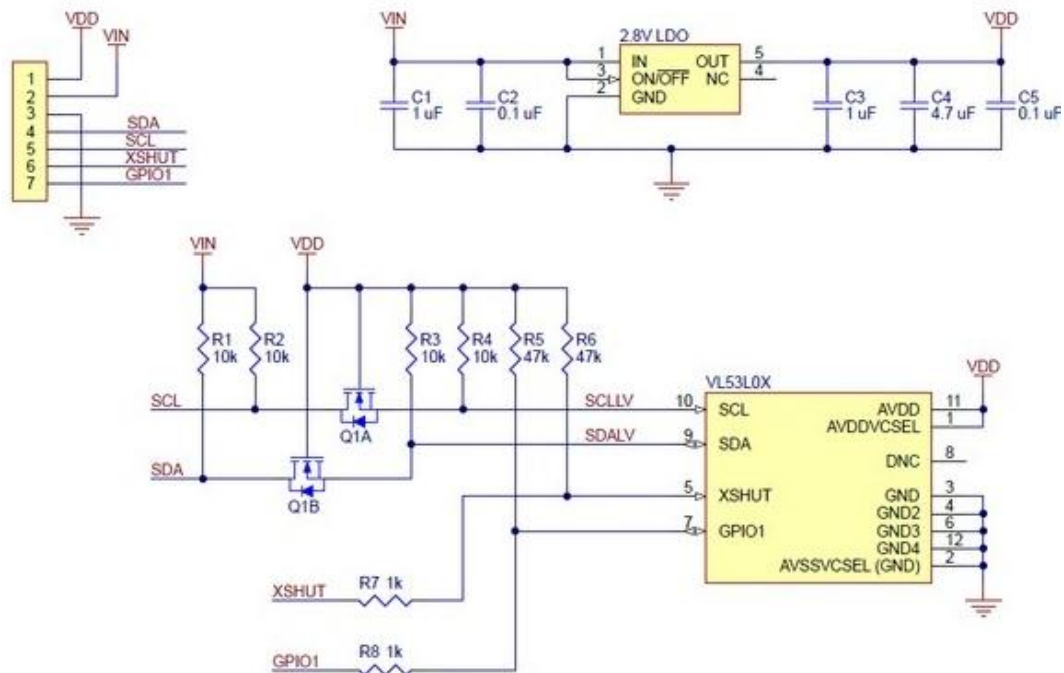 VDD
VIN
1
2
3
4 SDA
5 SCL
6 XSHUT
7 GPIO1
VIN
VDD
2.8V LDO
1 IN OUT 5
3 ON/OFF NC 4
2 GND
C1
1 uF
C2
0.1 uF
C3
1 uF
C4
4.7 uF
C5
0.1 uF
VIN
VDD
R1
10k
R2
10k
R3
10k
R4
10k
R5
47k
R6
47k
SCL
Q1A
SCLLV
SDA
Q1B
SDALV
VL53L0X
VDD
10 SCL
9 SDA
5 XSHUT
7 GPIO1
AVDD 11
AVDDVCSEL 1
DNC 8
GND 3
GND2 4
GND3 6
GND4 12
AVSSVCSEL (GND) 2
XSHUT R7 1k
GPIO1 R8 1k